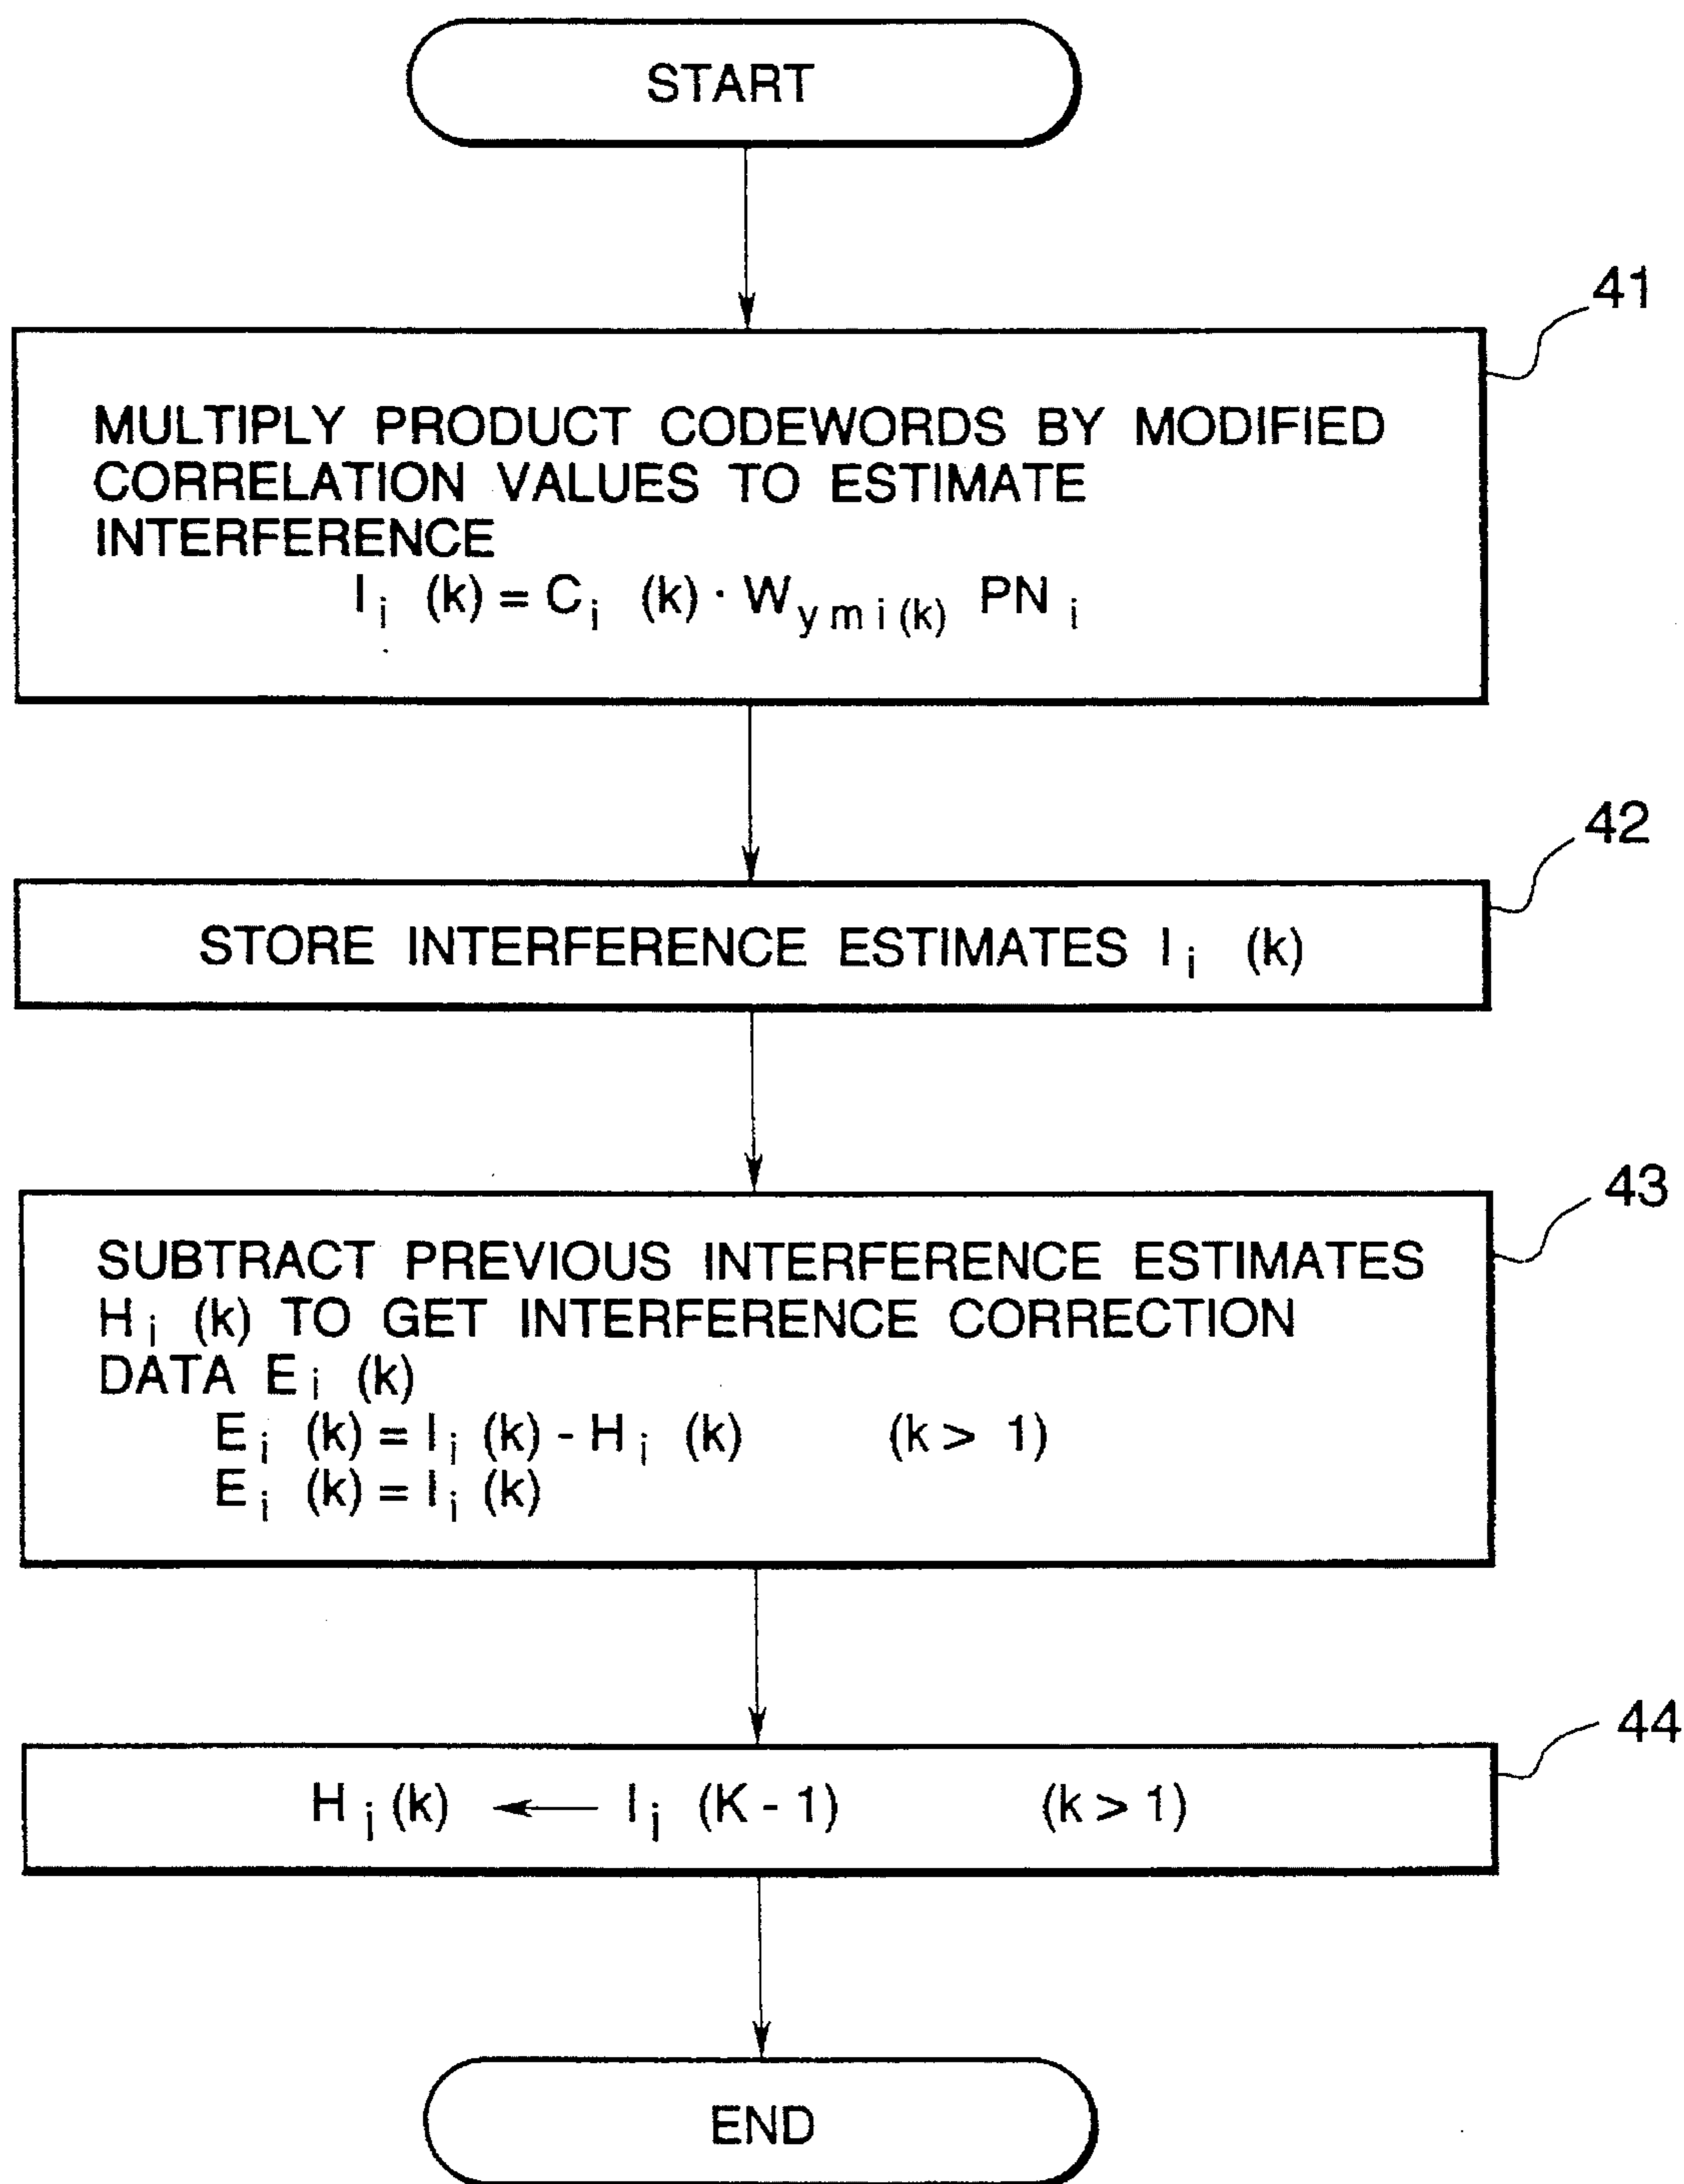 START
41
MULTIPLY PRODUCT CODEWORDS BY MODIFIED
CORRELATION VALUES TO ESTIMATE
INTERFERENCE
I i (k) = C i (k) · W y m i (k) PN i
42
STORE INTERFERENCE ESTIMATES I i (k)
43
SUBTRACT PREVIOUS INTERFERENCE ESTIMATES
H i (k) TO GET INTERFERENCE CORRECTION
DATA E i (k)
E i (k) = I i (k) - H i (k) (k > 1)
E i (k) = I i (k)
44
H i (k) ← I i (K - 1) (k > 1)
END